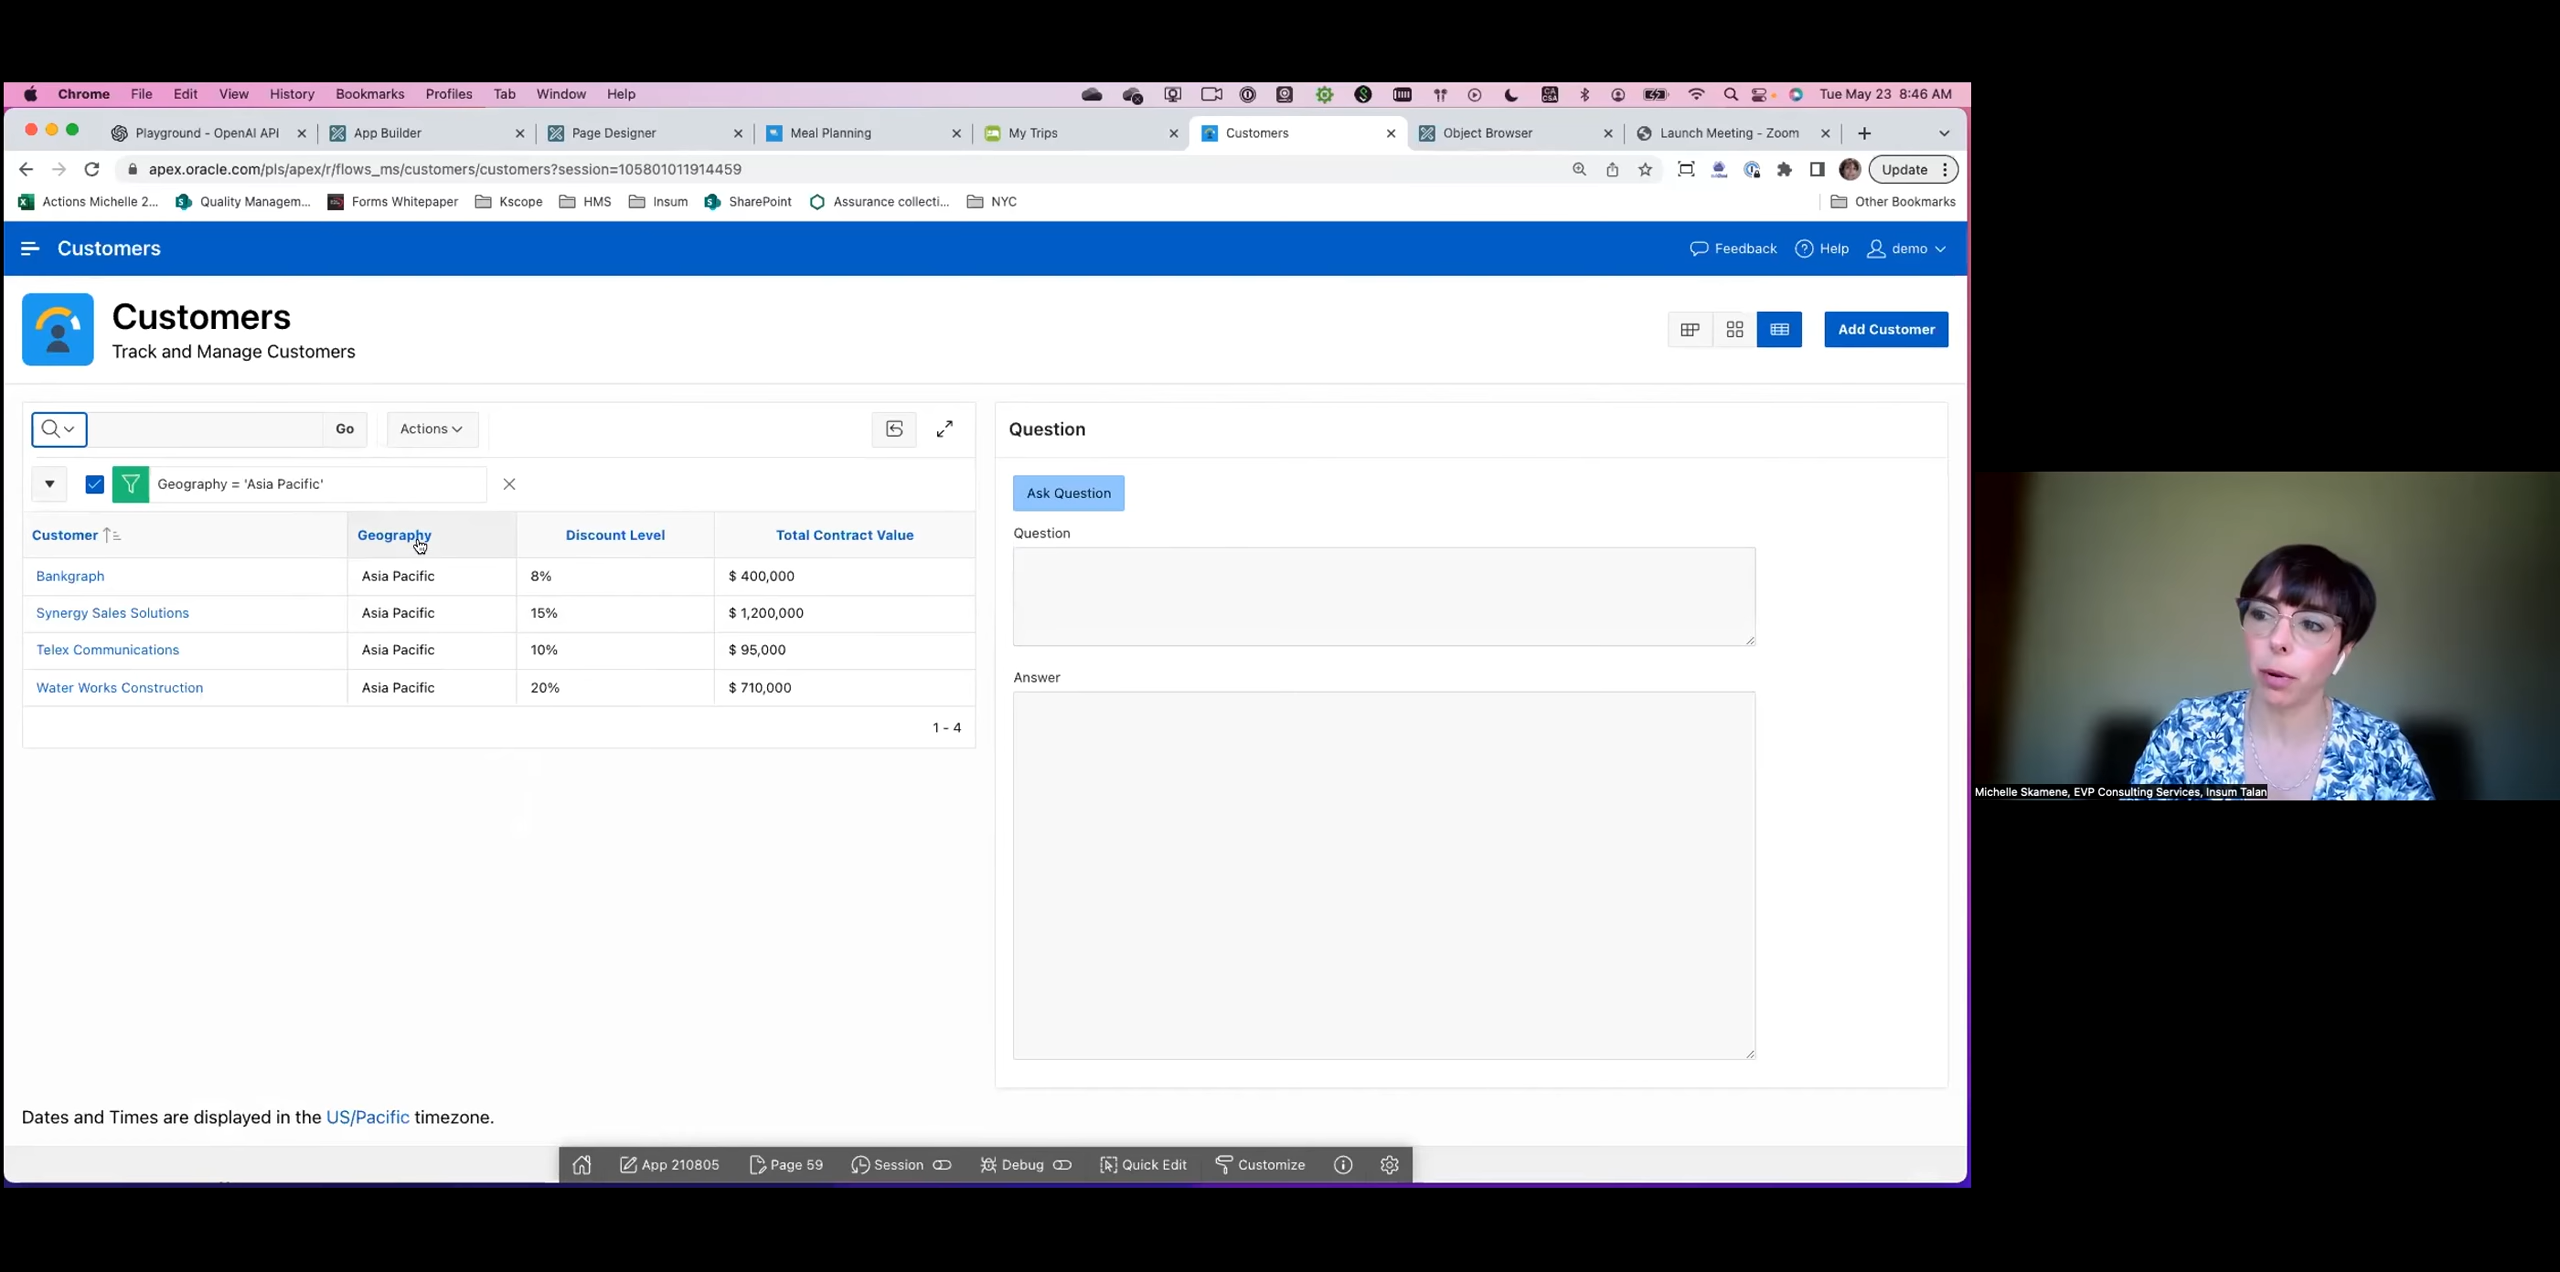 Chrome File Edit View History Bookmarks Profiles Tab Window Help Tue May 23 8:46 AM
Playground - OpenAI API App Builder Page Designer Meal Planning My Trips Customers Object Browser Launch Meeting - Zoom
apex.oracle.com/pls/apex/r/flows_ms/customers/customers?session=105801011914459 Update
Actions Michelle 2... Quality Managem... Forms Whitepaper Kscope HMS Insum SharePoint Assurance collecti... NYC Other Bookmarks
Customers Feedback Help demo
Customers
Track and Manage Customers
Add Customer
Go Actions
Geography = 'Asia Pacific'
Customer Geography Discount Level Total Contract Value
Bankgraph Asia Pacific 8% $ 400,000
Synergy Sales Solutions Asia Pacific 15% $ 1,200,000
Telex Communications Asia Pacific 10% $ 95,000
Water Works Construction Asia Pacific 20% $ 710,000
1 - 4
Question
Ask Question
Question
Answer
Michelle Skamene, EVP Consulting Services, Insum Talan
Dates and Times are displayed in the US/Pacific timezone.
App 210805 Page 59 Session Debug Quick Edit Customize